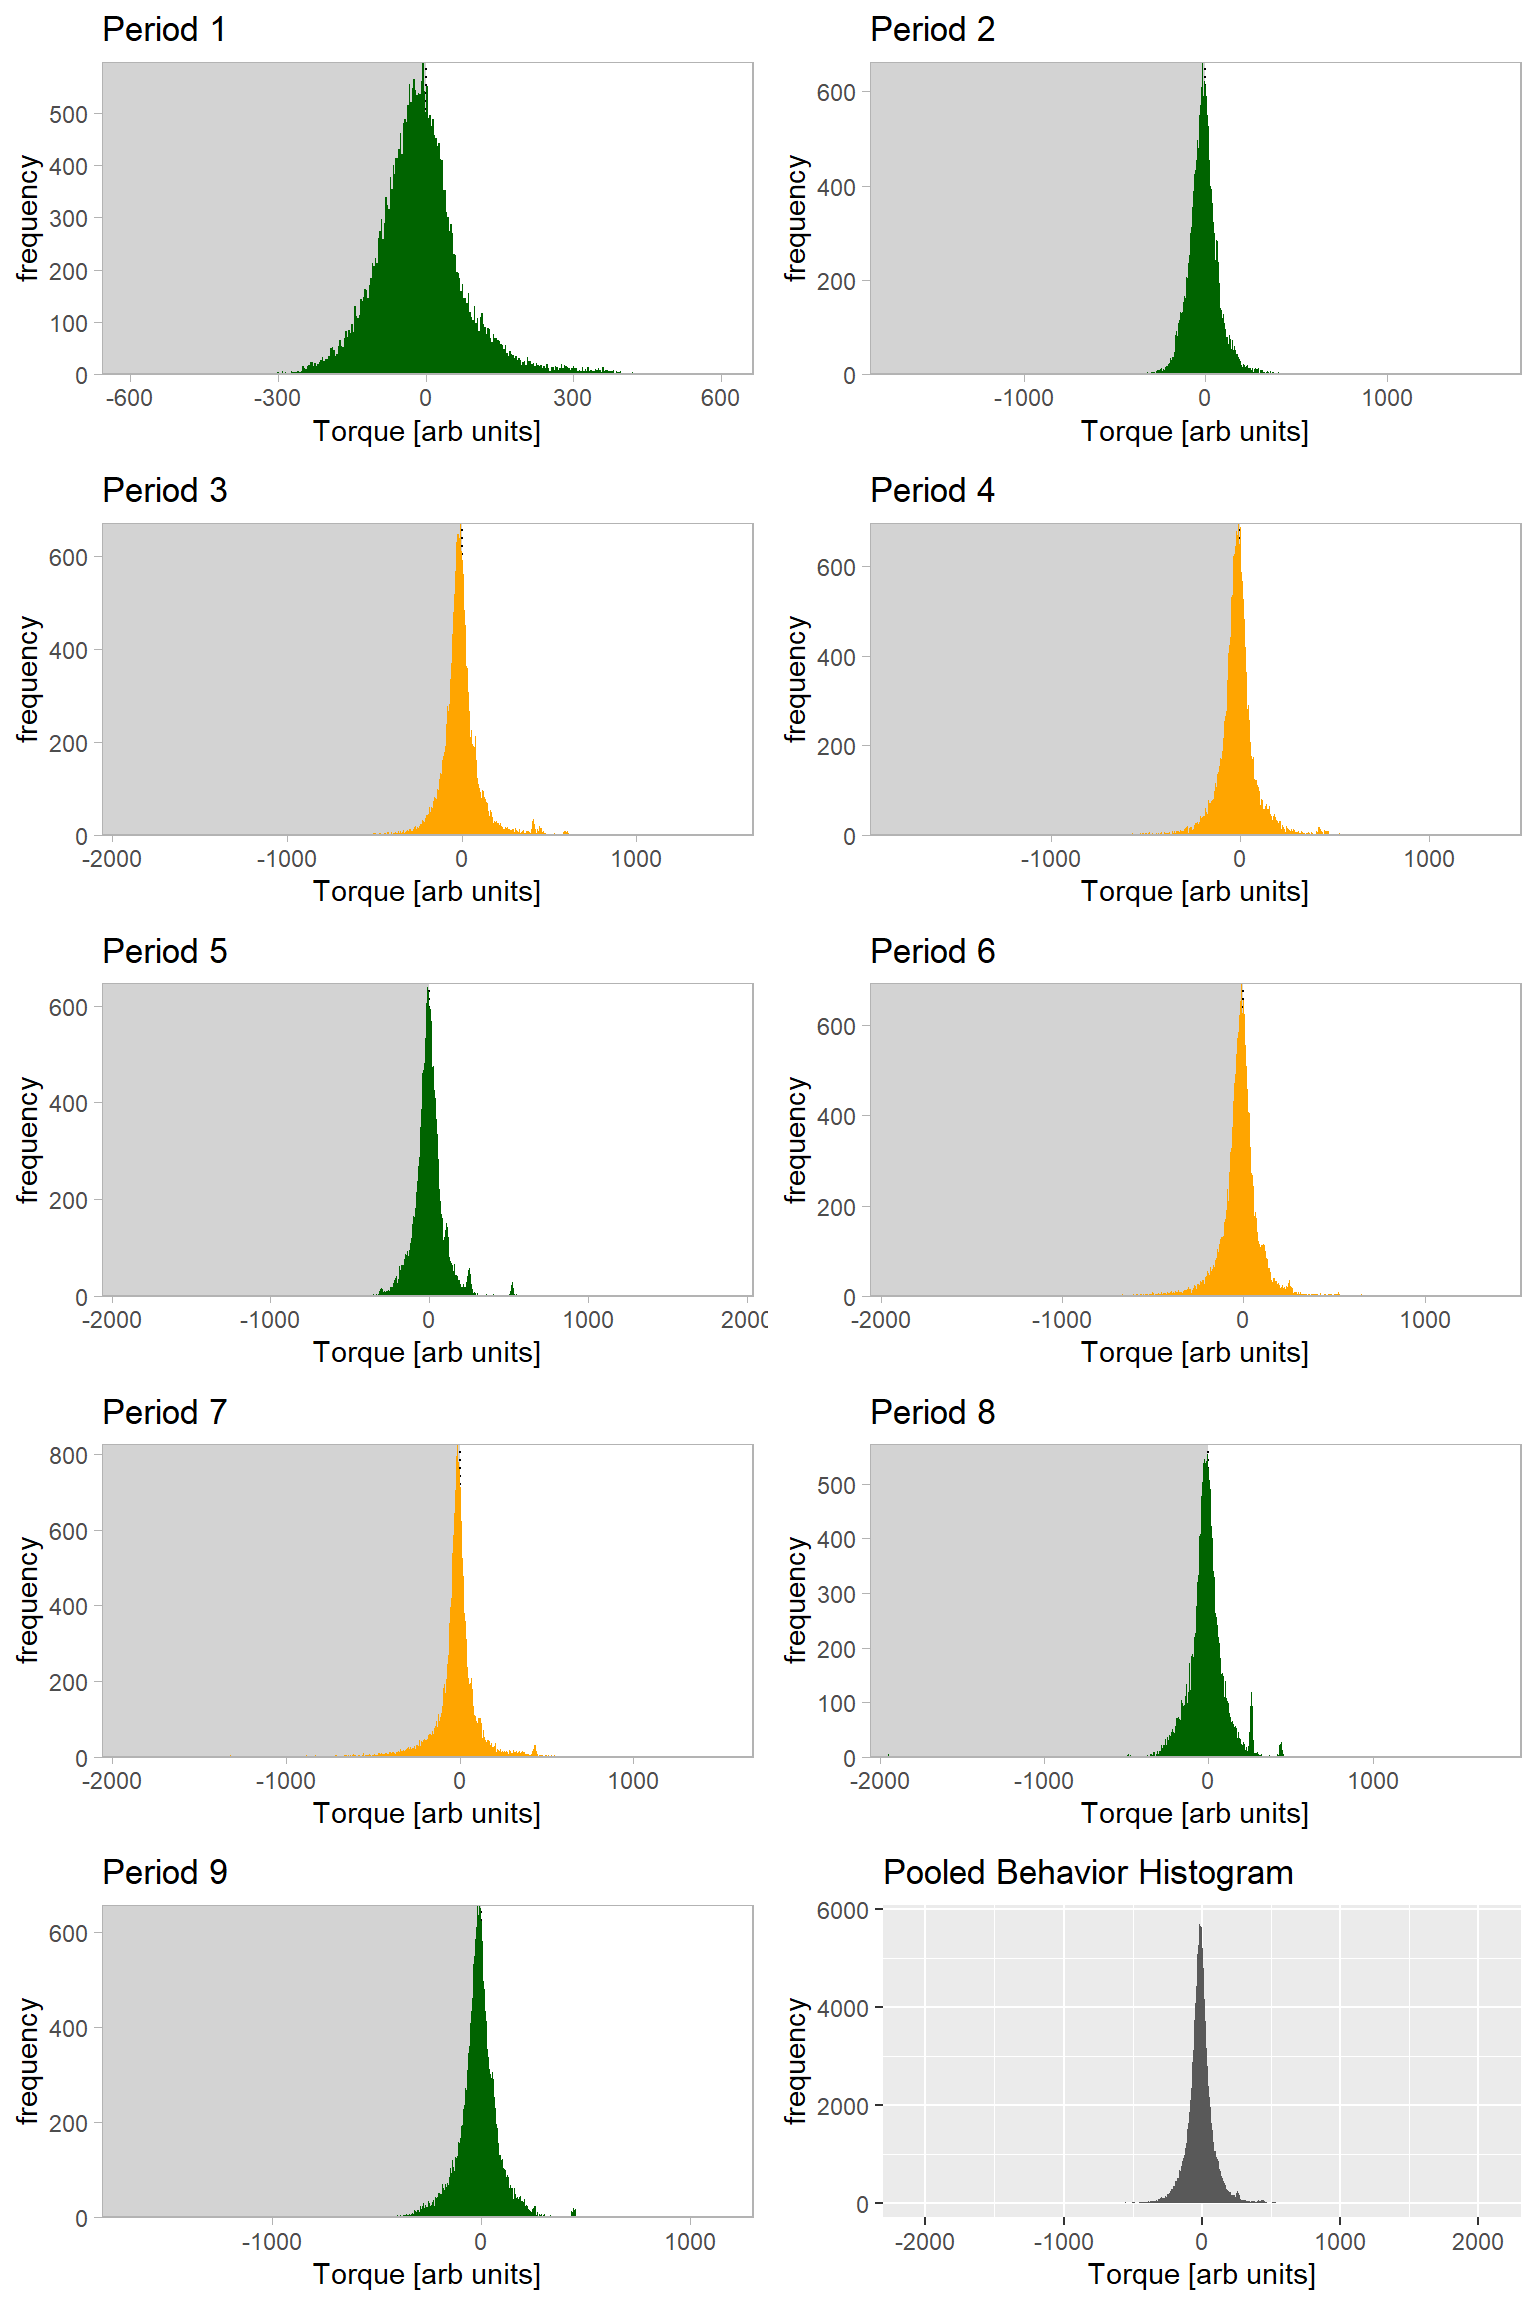 Period 1
500
400
300
200
100
0
frequency
-600 -300 0 300 600
Torque [arb units]
Period 2
600
400
200
0
frequency
-1000 0 1000
Torque [arb units]
Period 3
600
400
200
0
frequency
-2000 -1000 0 1000
Torque [arb units]
Period 4
600
400
200
0
frequency
-1000 0 1000
Torque [arb units]
Period 5
600
400
200
0
frequency
-2000 -1000 0 1000 2000
Torque [arb units]
Period 6
600
400
200
0
frequency
-2000 -1000 0 1000
Torque [arb units]
Period 7
800
600
400
200
0
frequency
-2000 -1000 0 1000
Torque [arb units]
Period 8
500
400
300
200
100
0
frequency
-2000 -1000 0 1000
Torque [arb units]
Period 9
600
400
200
0
frequency
-1000 0 1000
Torque [arb units]
Pooled Behavior Histogram
6000
4000
2000
0
frequency
-2000 -1000 0 1000 2000
Torque [arb units]